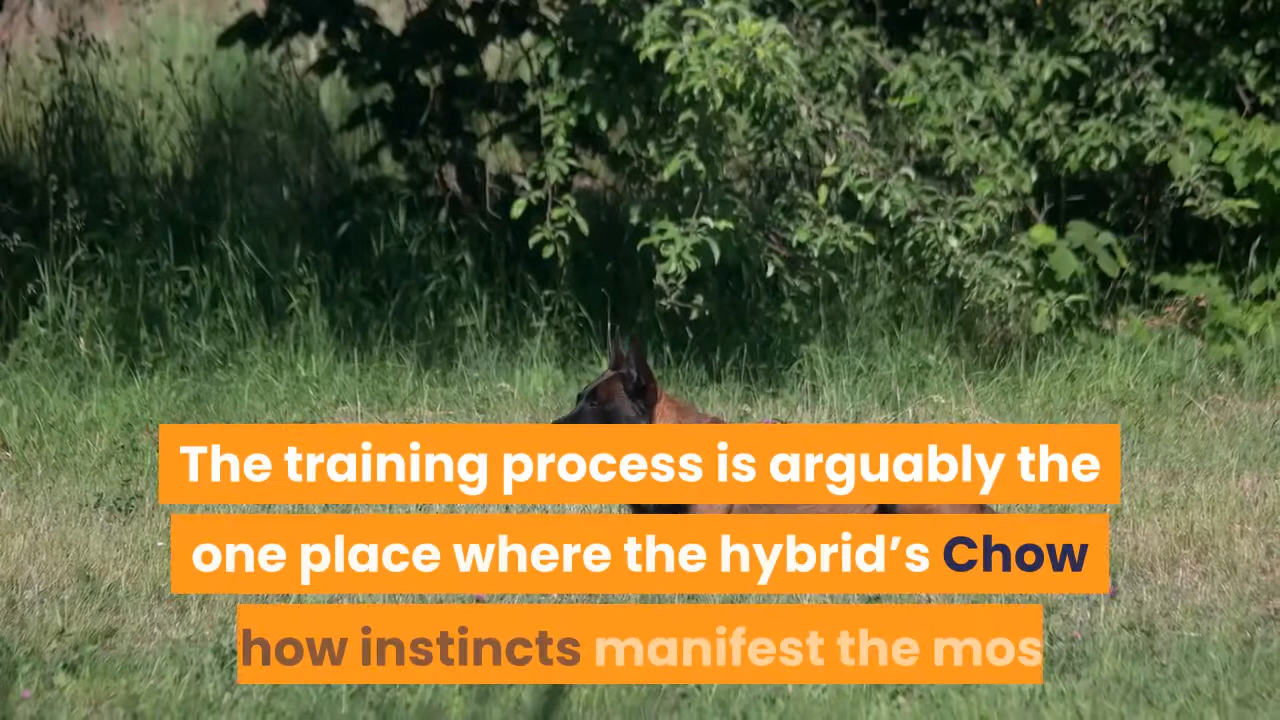 The training process is arguably the
one place where the hybrid’s Chow
how instincts manifest the mos